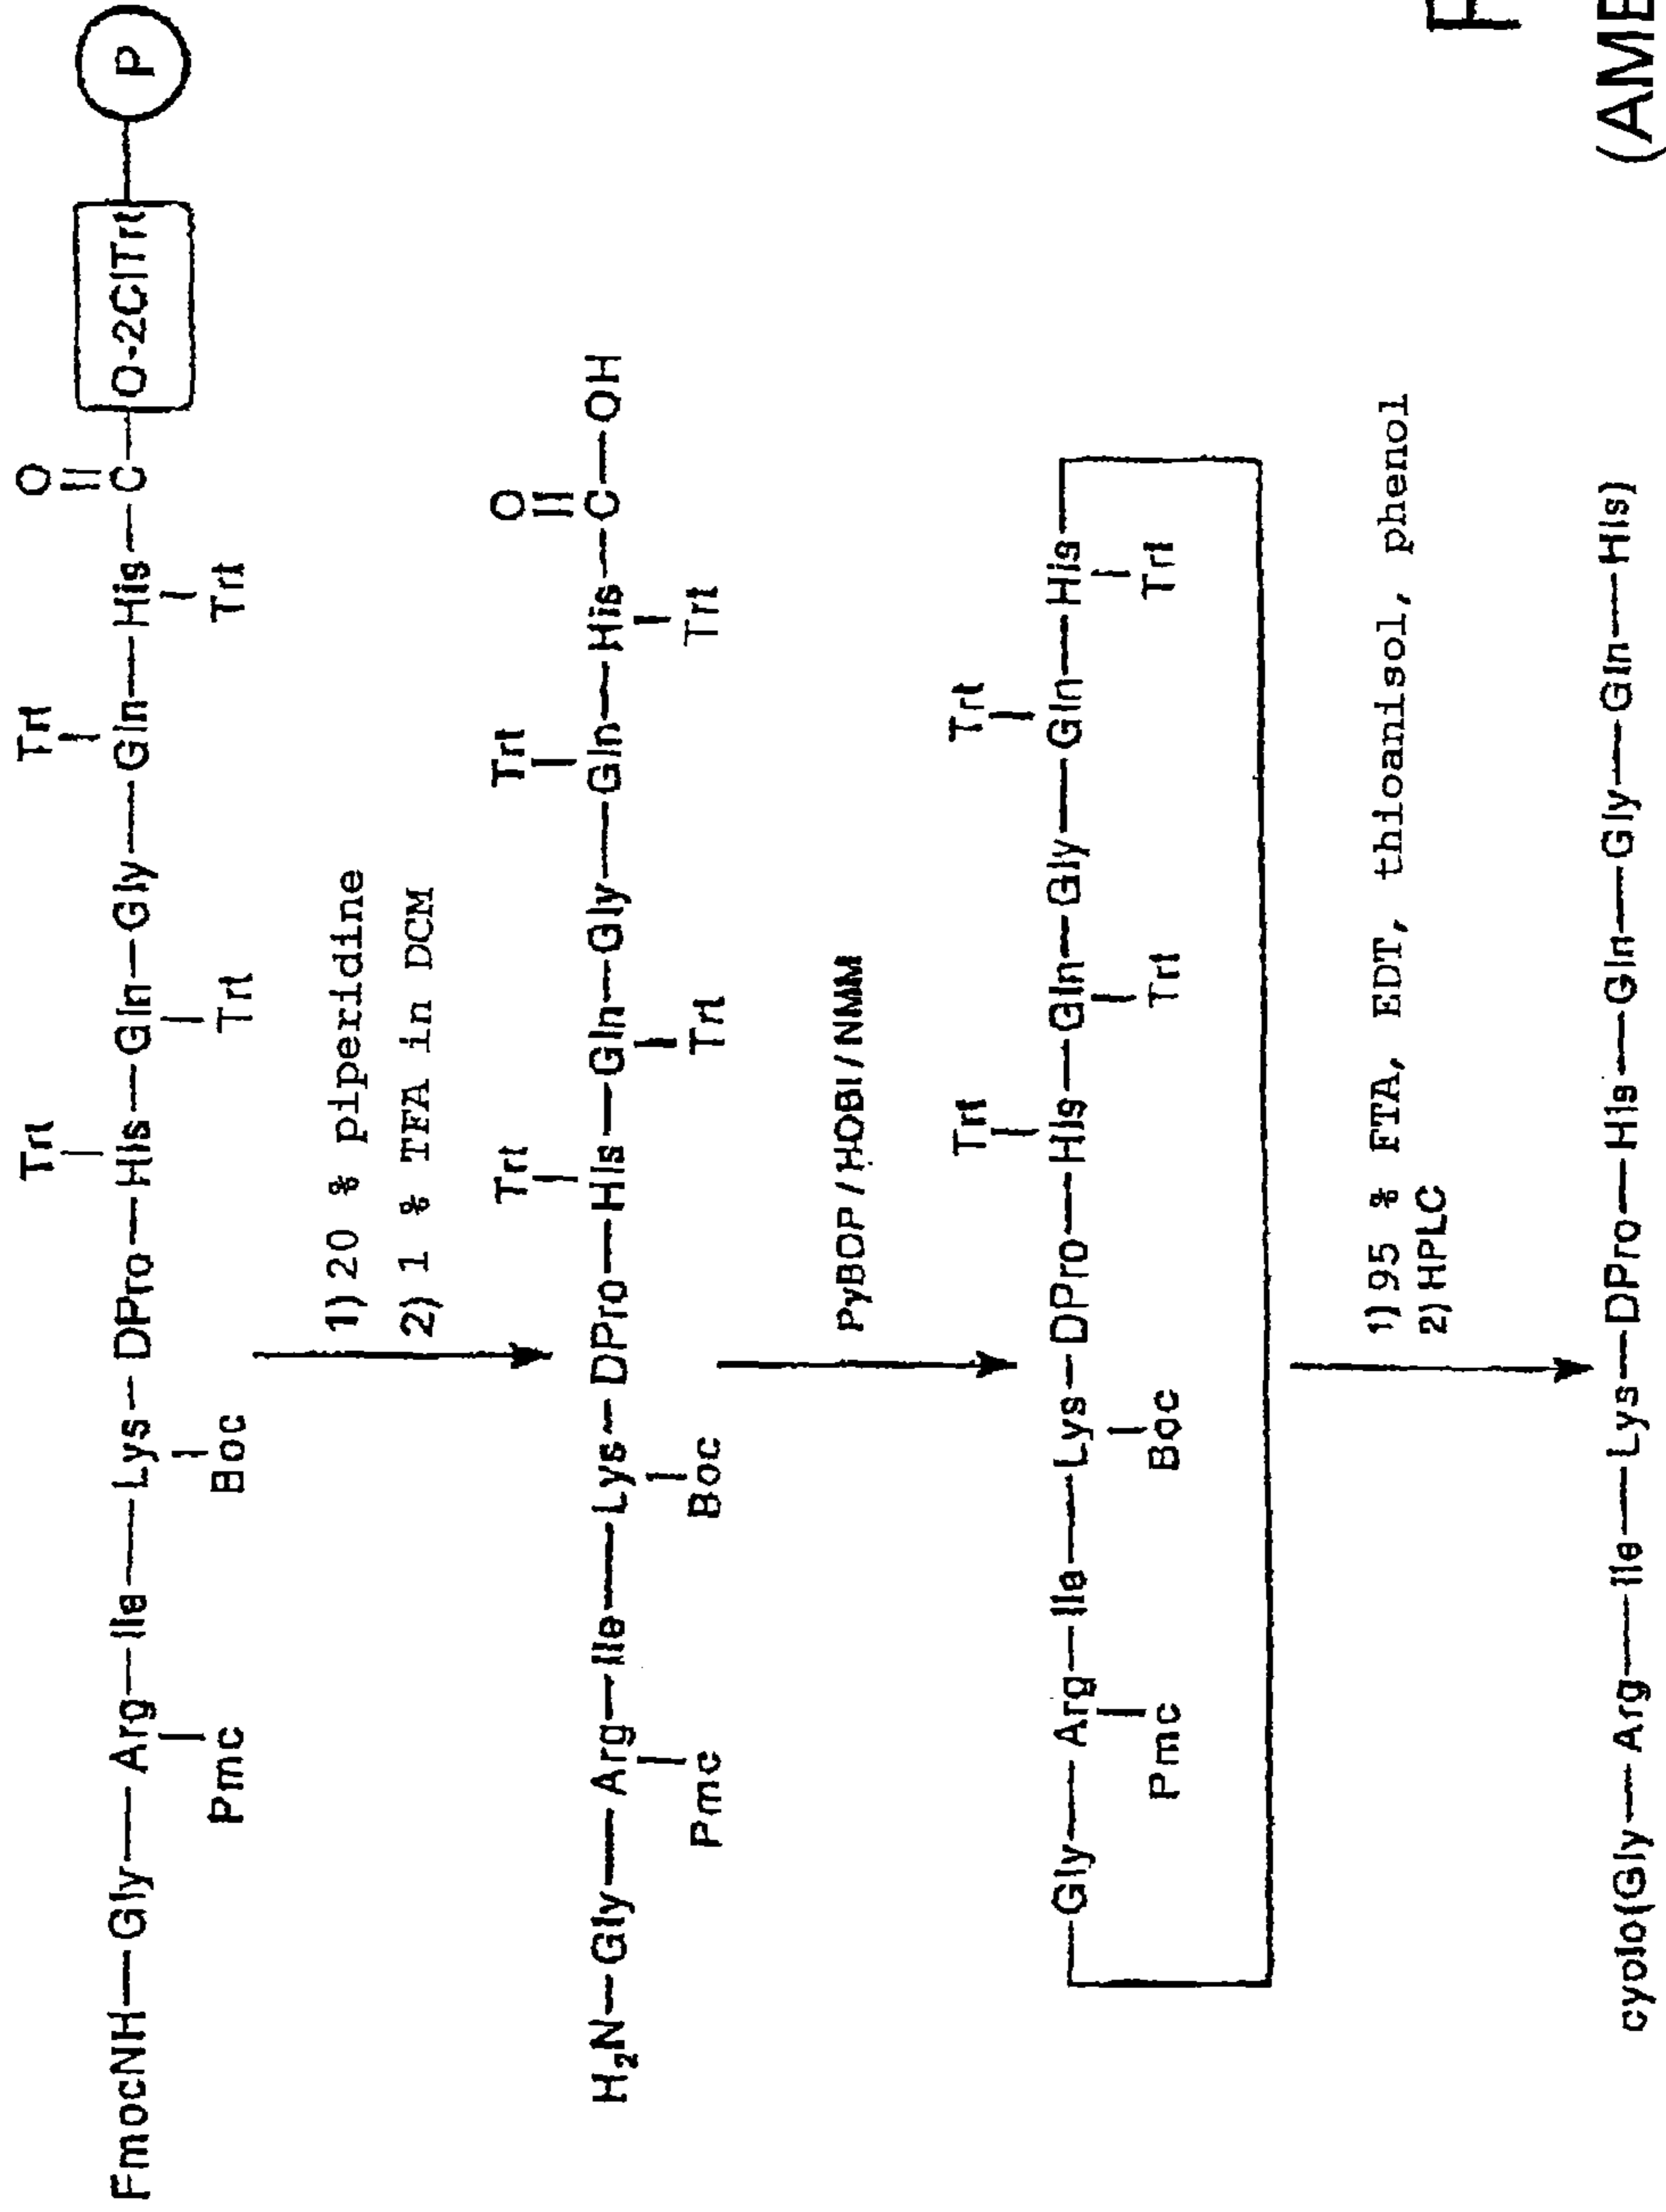 Trt Trt O
FmocNH—Gly—Arg—Ile—Lys—DPro—His—Gln—Gly—Gln—His—C—O-2ClTrt—P
Pmc Boc Trt Trt
1) 20 % piperidine
2) 1 % TFA in DCM
Trt Trt O
H₂N—Gly—Arg—Ile—Lys—DPro—His—Gln—Gly—Gln—His—C—OH
Pmc Boc Trt Trt
PyBOP/HOBt/NMM
Trt Trt
Gly—Arg—Ile—Lys—DPro—His—Gln—Gly—Gln—His
Pmc Boc Trt Trt
1) 95 % FTA, EDT, thioanisol, phenol
2) HPLC
cyclo(Gly—Arg—Ile—Lys—DPro—His—Gln—Gly—Gln—His)